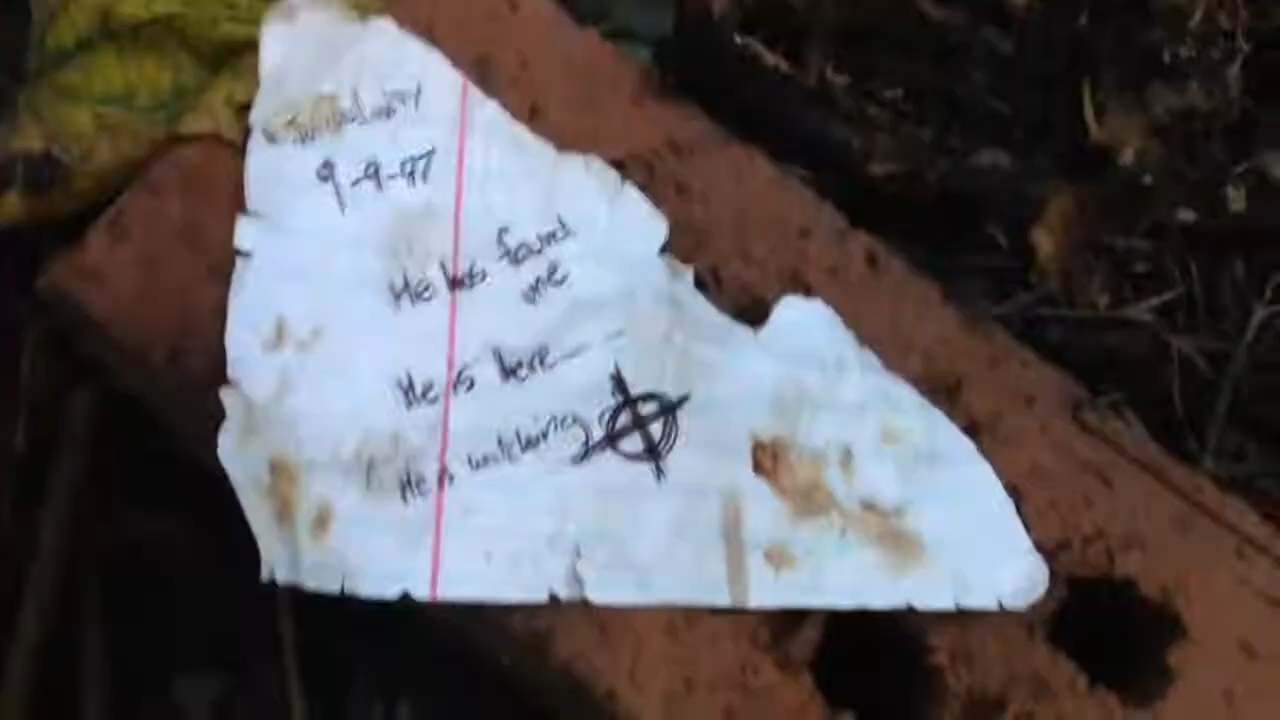 9-9-97
He has found
me
He is here
He is watching